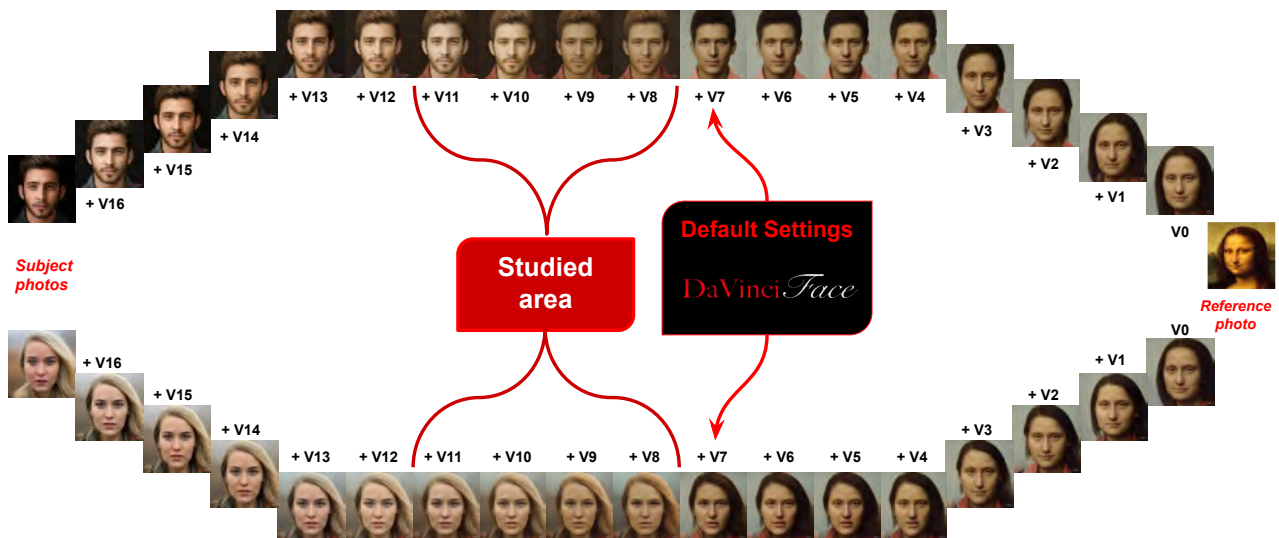 + V13
+ V12
+ V11
+ V10
+ V9
+ V8
+ V7
+ V6
+ V5
+ V4
+ V14
+ V3
+ V15
+ V2
+ V16
+ V1
V0
Subject
photos
Studied
area
Default Settings
DaVinciFace
Reference
photo
V0
+ V16
+ V1
+ V15
+ V2
+ V14
+ V3
+ V13
+ V12
+ V11
+ V10
+ V9
+ V8
+ V7
+ V6
+ V5
+ V4